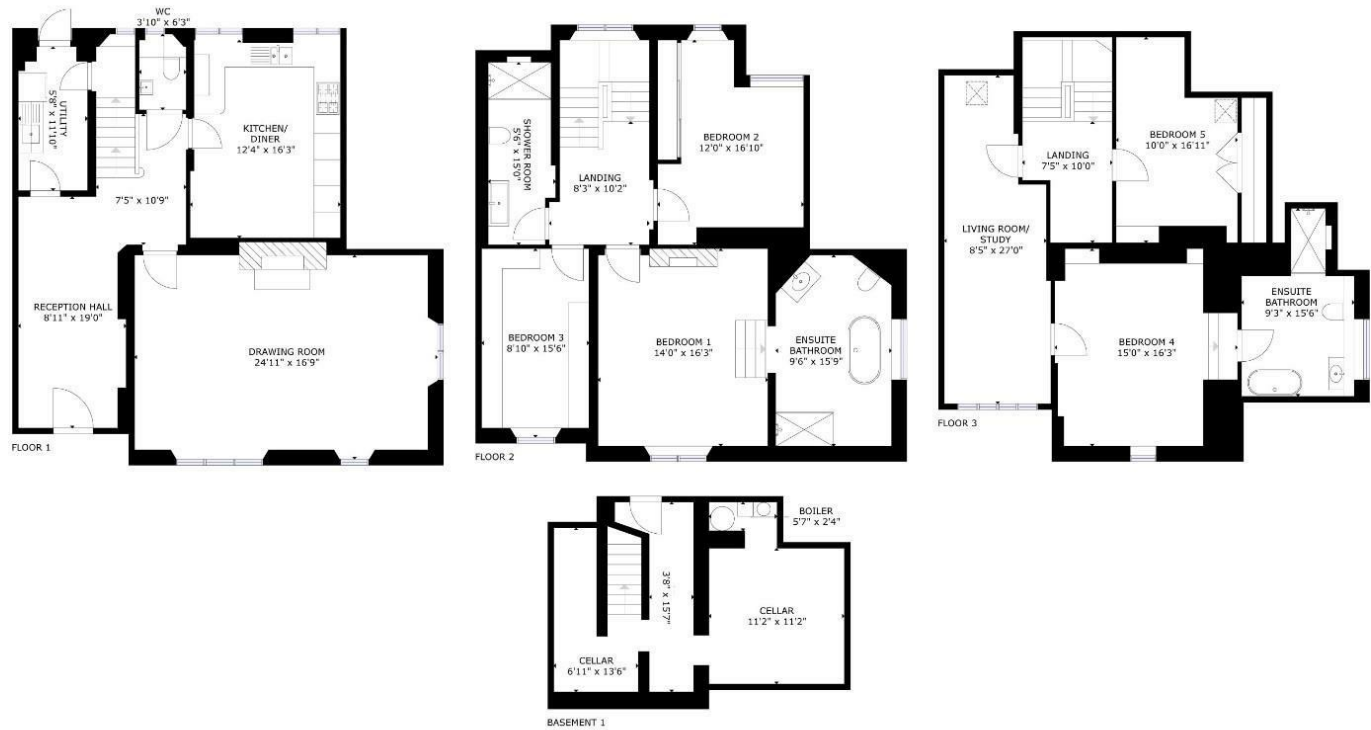 WC
3'10" x 6'3"
UTILITY
5'8" x 11'10"
KITCHEN/
DINER
12'4" x 16'3"
7'5" x 10'9"
RECEPTION HALL
8'11" x 19'0"
DRAWING ROOM
24'11" x 16'9"
FLOOR 1
SHOWER ROOM
5'6" x 15'0"
LANDING
8'3" x 10'2"
BEDROOM 2
12'0" x 16'10"
BEDROOM 3
8'10" x 15'6"
BEDROOM 1
14'0" x 16'3"
ENSUITE
BATHROOM
9'6" x 15'9"
FLOOR 2
LANDING
7'5" x 10'0"
BEDROOM 5
10'0" x 16'11"
LIVING ROOM/
STUDY
8'5" x 27'0"
BEDROOM 4
15'0" x 16'3"
ENSUITE
BATHROOM
9'3" x 15'6"
FLOOR 3
BOILER
5'7" x 2'4"
3'8" x 15'7"
CELLAR
11'2" x 11'2"
CELLAR
6'11" x 13'6"
BASEMENT 1